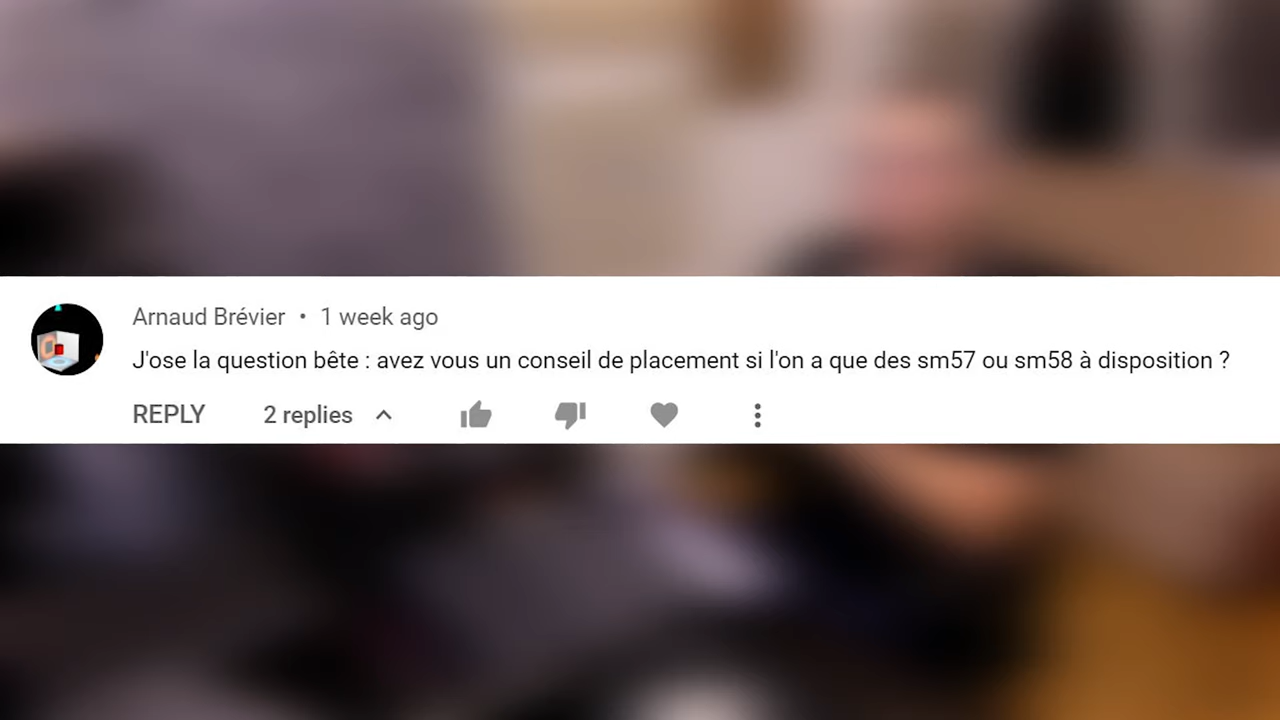 Arnaud Brévier • 1 week ago
J'ose la question bête : avez vous un conseil de placement si l'on a que des sm57 ou sm58 à disposition ?
REPLY 2 replies